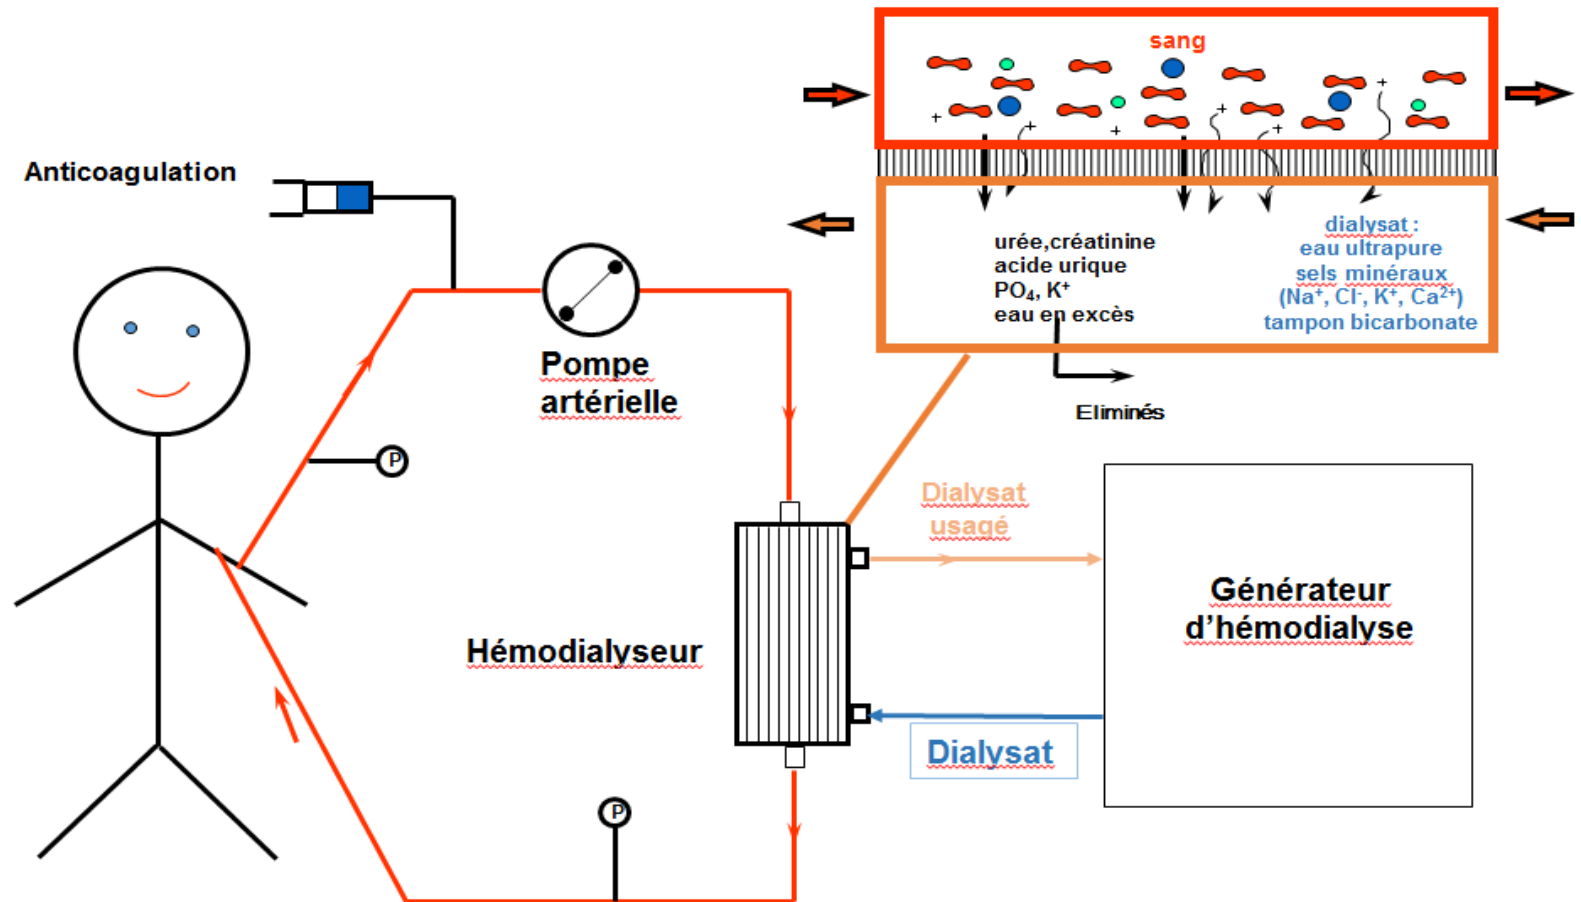 sang
Anticoagulation
dialysat :
eau ultrapure
sels minéraux
(Na⁺, Cl⁻, K⁺, Ca²⁺)
tampon bicarbonate
urée,créatinine
acide urique
PO₄, K⁺
eau en excès
Eliminés
Pompe
artérielle
P
Dialysat
usagé
Générateur
d’hémodialyse
Hémodialyseur
Dialysat
P